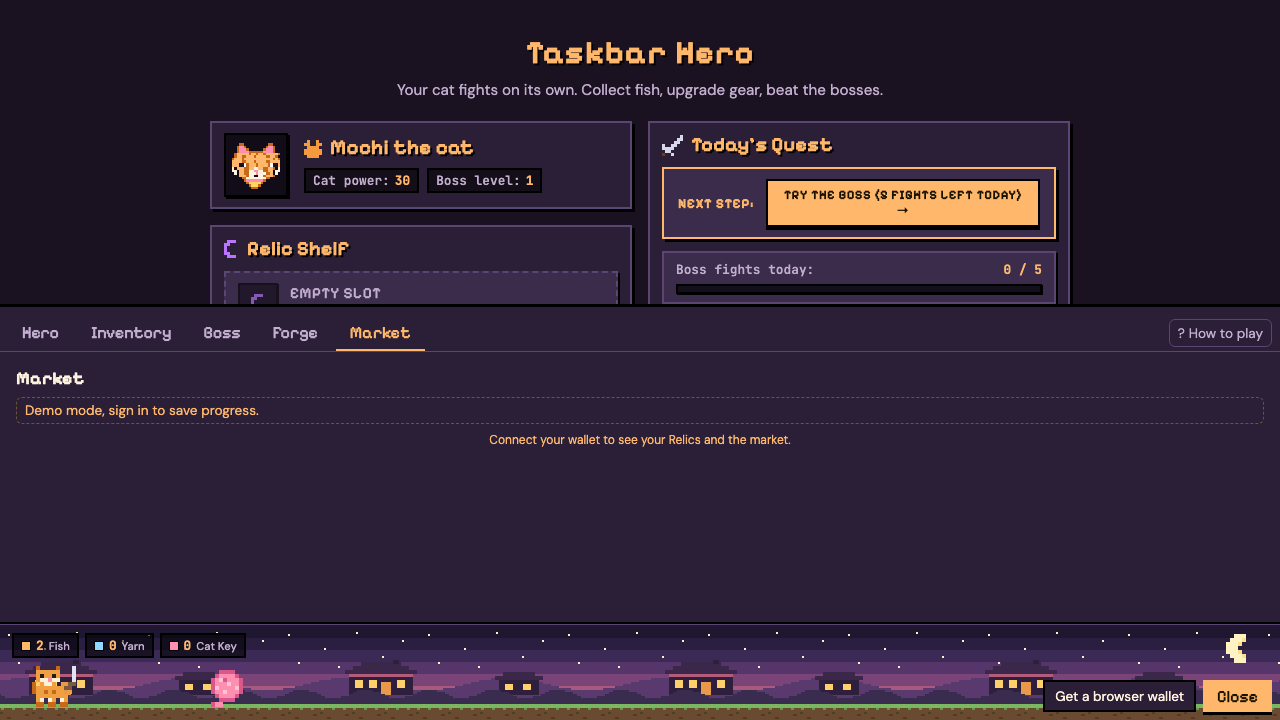 Taskbar Hero
Your cat fights on its own. Collect fish, upgrade gear, beat the bosses.
Mochi the cat
Cat power: 30
Boss level: 1
Relic Shelf
EMPTY SLOT
Today's Quest
NEXT STEP:
TRY THE BOSS (5 FIGHTS LEFT TODAY)
→
Boss fights today:
0 / 5
Hero
Inventory
Boss
Forge
Market
? How to play
Market
Demo mode, sign in to save progress.
Connect your wallet to see your Relics and the market.
2 Fish
0 Yarn
0 Cat Key
Get a browser wallet
Close